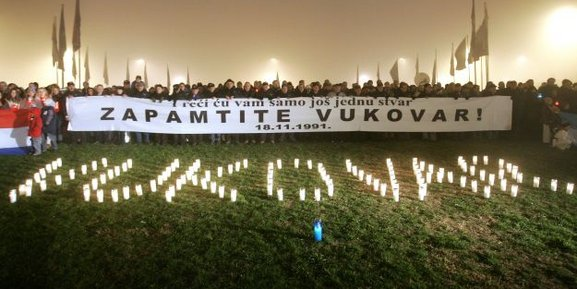 I reći ću vam samo još jednu stvar
ZAPAMTITE VUKOVAR!
18.11.1991.
VUKOVAR